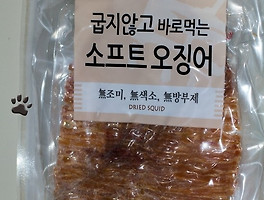 굽지않고 바로먹는
소프트 오징어
無조미, 無색소, 無방부제
DRIED SQUID